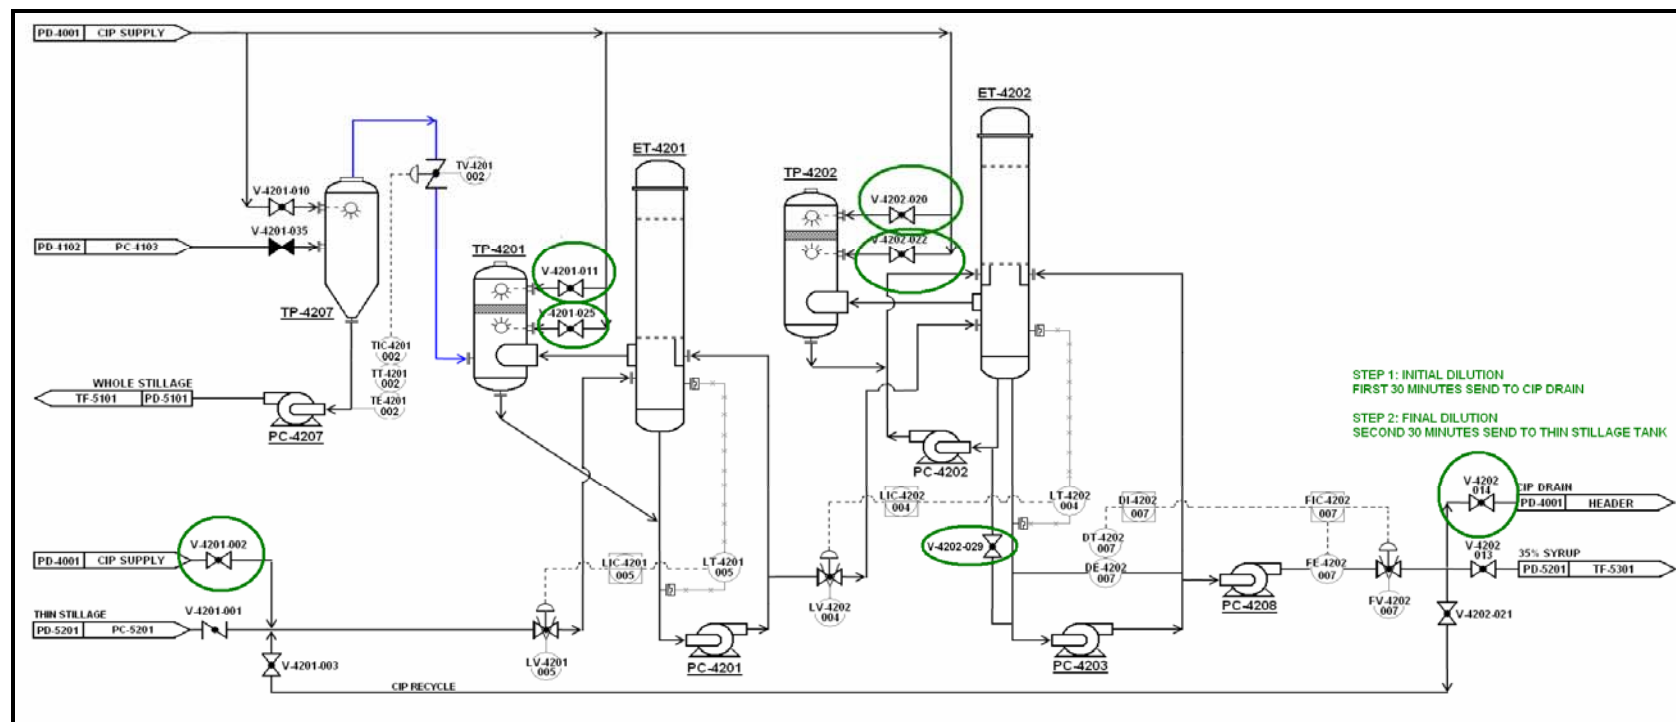 PD-4001 CIP SUPPLY
ET-4202
ET-4201
TP-4202
TV-4201
002
V-4201-010
V-4202-020
V-4201-035
PD-4102 PC-4103
V-4202-022
TP-4201
V-4201-011
TP-4207
V-4201-025
TIC-4201
002
TT-4201
002
TE-4201
002
WHOLE STILLAGE
TF-5101 PD-5101
PC-4207
STEP 1: INITIAL DILUTION
FIRST 30 MINUTES SEND TO CIP DRAIN
STEP 2: FINAL DILUTION
SECOND 30 MINUTES SEND TO THIN STILLAGE TANK
PC-4202
LIC-4202
004
LT-4202
004
DI-4202
007
FIC-4202
007
V-4202
014
CIP DRAIN
PD-4001 HEADER
V-4201-002
PD-4001 CIP SUPPLY
V-4202-029
DT-4202
007
DE-4202
007
FE-4202
007
V-4202
013
35% SYRUP
PD-5201 TF-5301
LIC-4201
005
LT-4201
005
LV-4202
004
PC-4208
FV-4202
007
V-4202-021
THIN STILLAGE
V-4201-001
PD-5201 PC-5201
V-4201-003
LV-4201
005
PC-4201
PC-4203
CIP RECYCLE